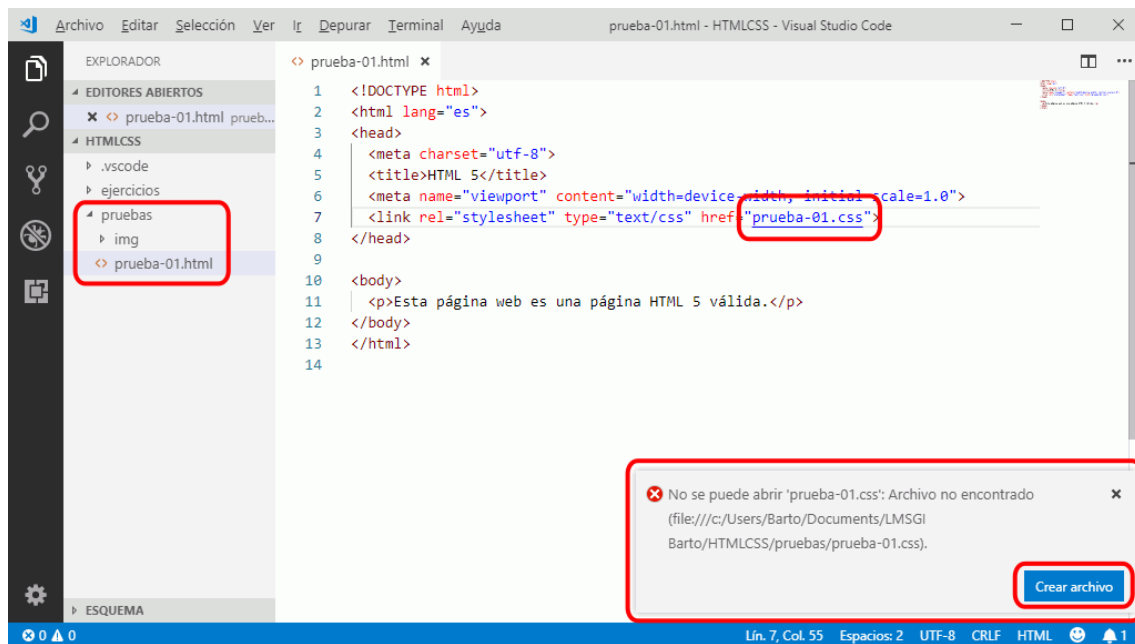 Archivo Editar Selección Ver Ir Depurar Terminal Ayuda prueba-01.html - HTMLCSS - Visual Studio Code
EXPLORADOR
EDITORES ABIERTOS
prueba-01.html prueb...
HTMLCSS
.vscode
ejercicios
pruebas
img
prueba-01.html
ESQUEMA
prueba-01.html
1 <!DOCTYPE html>
2 <html lang="es">
3 <head>
4 <meta charset="utf-8">
5 <title>HTML 5</title>
6 <meta name="viewport" content="width=device-width, initial-scale=1.0">
7 <link rel="stylesheet" type="text/css" href="prueba-01.css">
8 </head>
9
10 <body>
11 <p>Esta página web es una página HTML 5 válida.</p>
12 </body>
13 </html>
14
No se puede abrir 'prueba-01.css': Archivo no encontrado
(file:///c:/Users/Barto/Documents/LMSGI
Barto/HTMLCSS/pruebas/prueba-01.css).
Crear archivo
0 0 Lín. 7, Col. 55 Espacios: 2 UTF-8 CRLF HTML 1